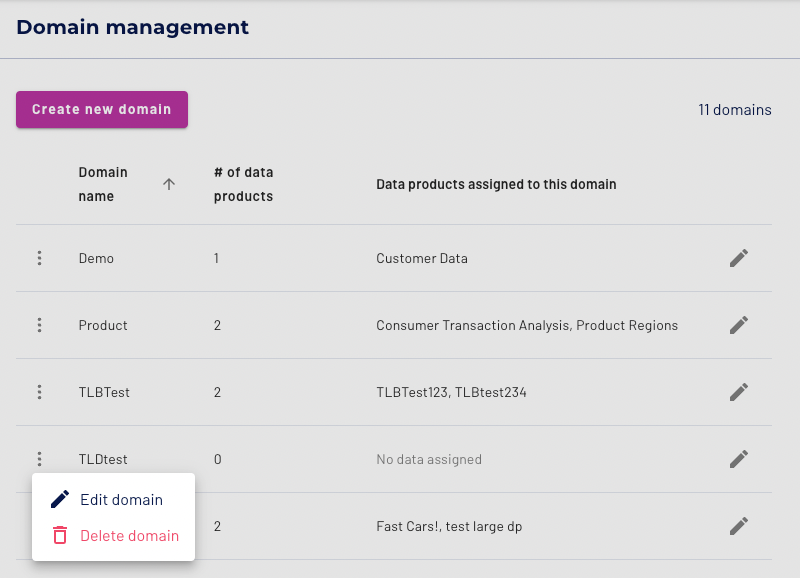 Domain management
Create new domain
11 domains
Domain name
# of data products
Data products assigned to this domain
Demo 1 Customer Data
Product 2 Consumer Transaction Analysis, Product Regions
TLBTest 2 TLBTest123, TLBtest234
TLDtest 0 No data assigned
Edit domain
Delete domain
2 Fast Cars!, test large dp